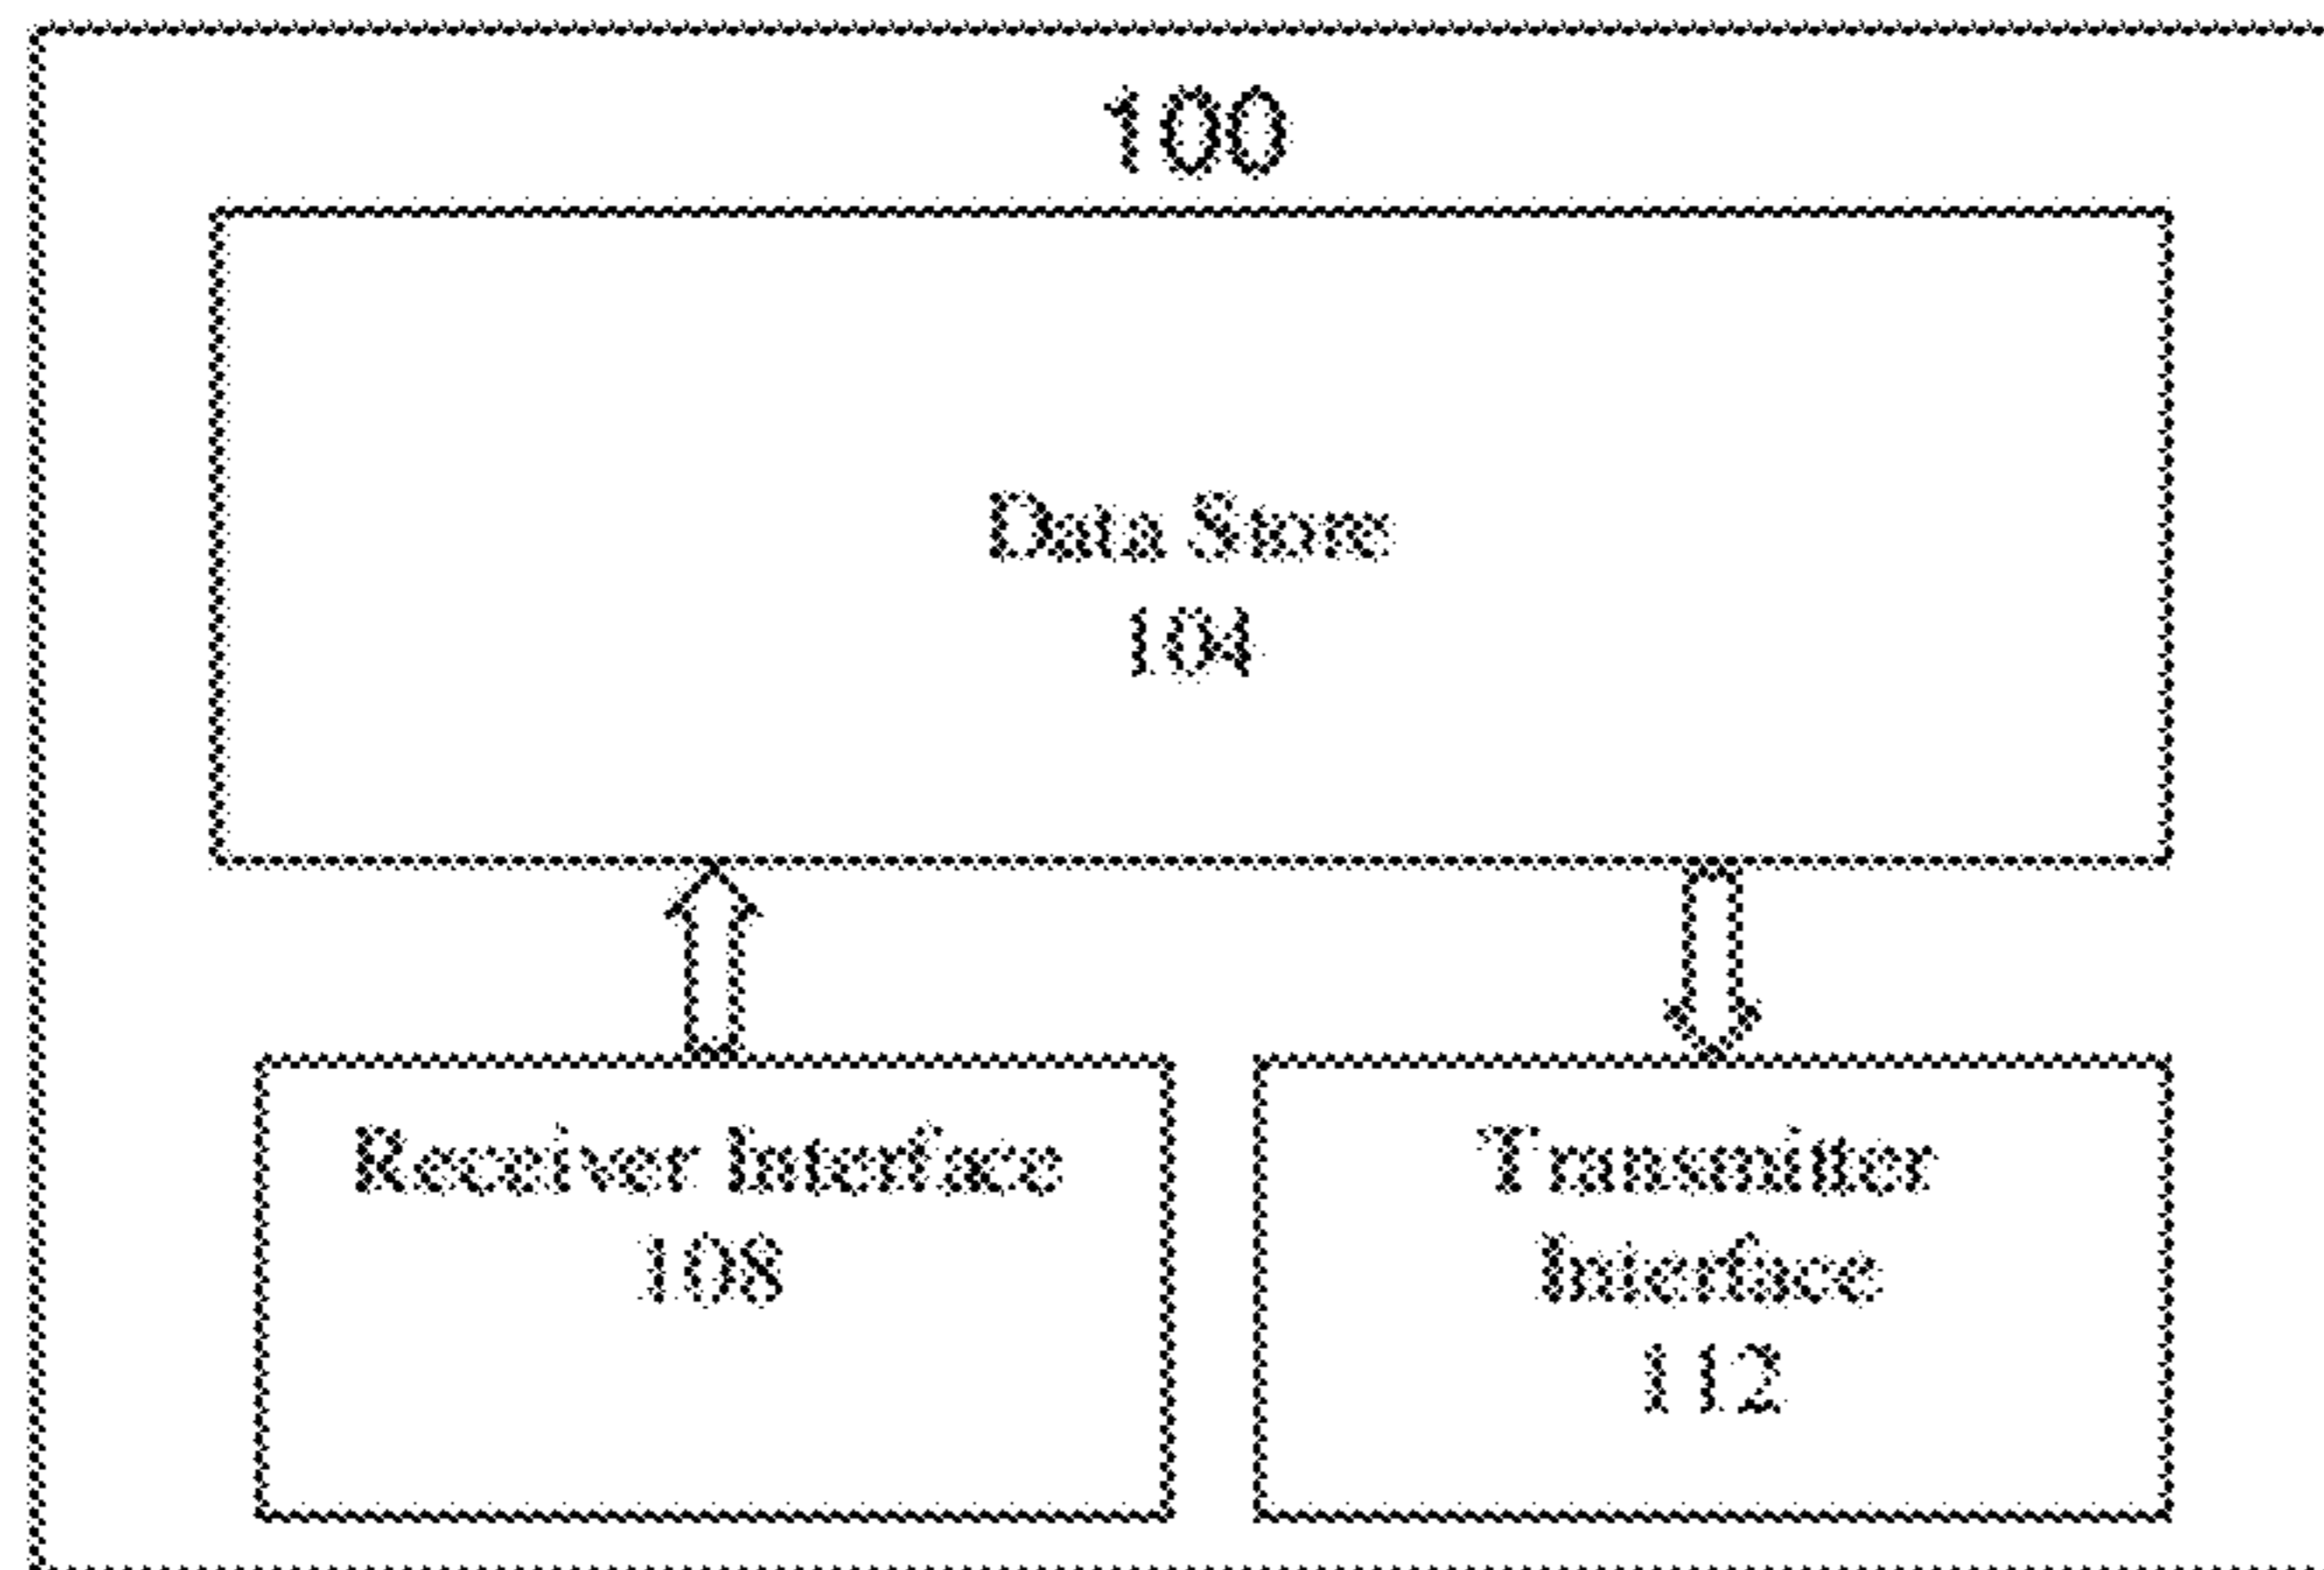 100
Data Store
104
Receiver Interface
108
Transmitter
Interface
112